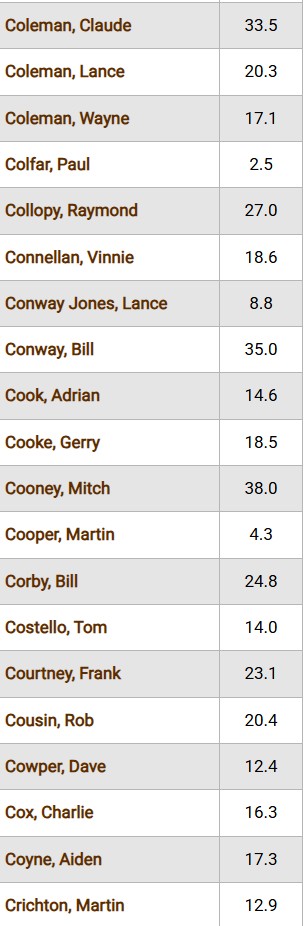 Coleman, Claude 33.5
Coleman, Lance 20.3
Coleman, Wayne 17.1
Colfar, Paul 2.5
Collopy, Raymond 27.0
Connellan, Vinnie 18.6
Conway Jones, Lance 8.8
Conway, Bill 35.0
Cook, Adrian 14.6
Cooke, Gerry 18.5
Cooney, Mitch 38.0
Cooper, Martin 4.3
Corby, Bill 24.8
Costello, Tom 14.0
Courtney, Frank 23.1
Cousin, Rob 20.4
Cowper, Dave 12.4
Cox, Charlie 16.3
Coyne, Aiden 17.3
Crichton, Martin 12.9